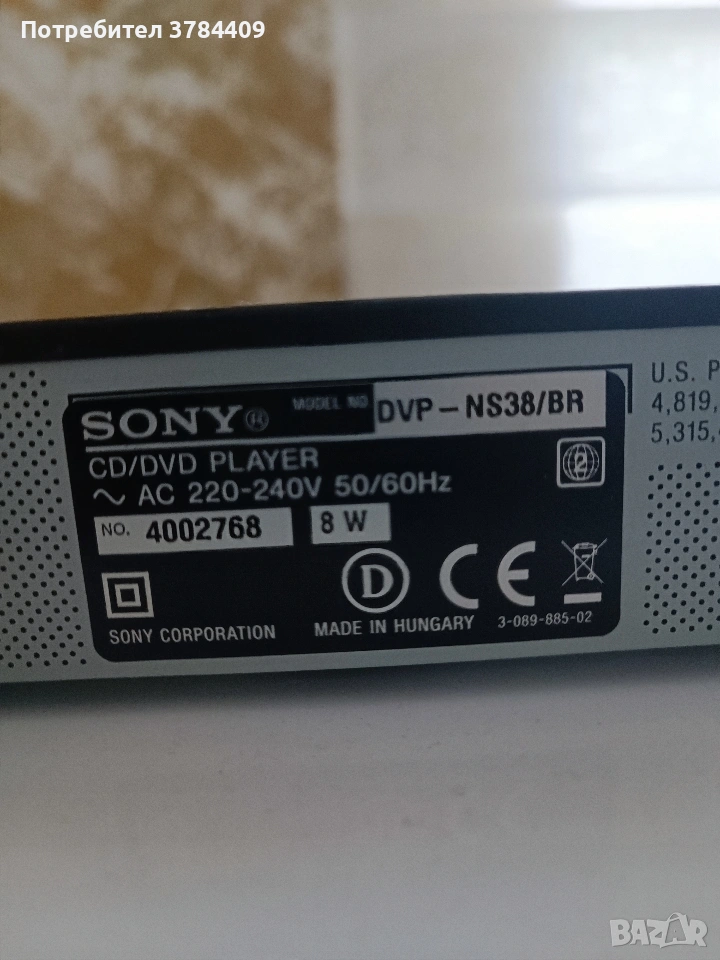 Потребител 3784409
SONY® MODEL NO. DVP-NS38/BR
CD/DVD PLAYER
~ AC 220-240V 50/60Hz
2
NO. 4002768 8 W
D CE
SONY CORPORATION MADE IN HUNGARY 3-089-885-02
U.S. P
4,819,
5,315,
BAZAR